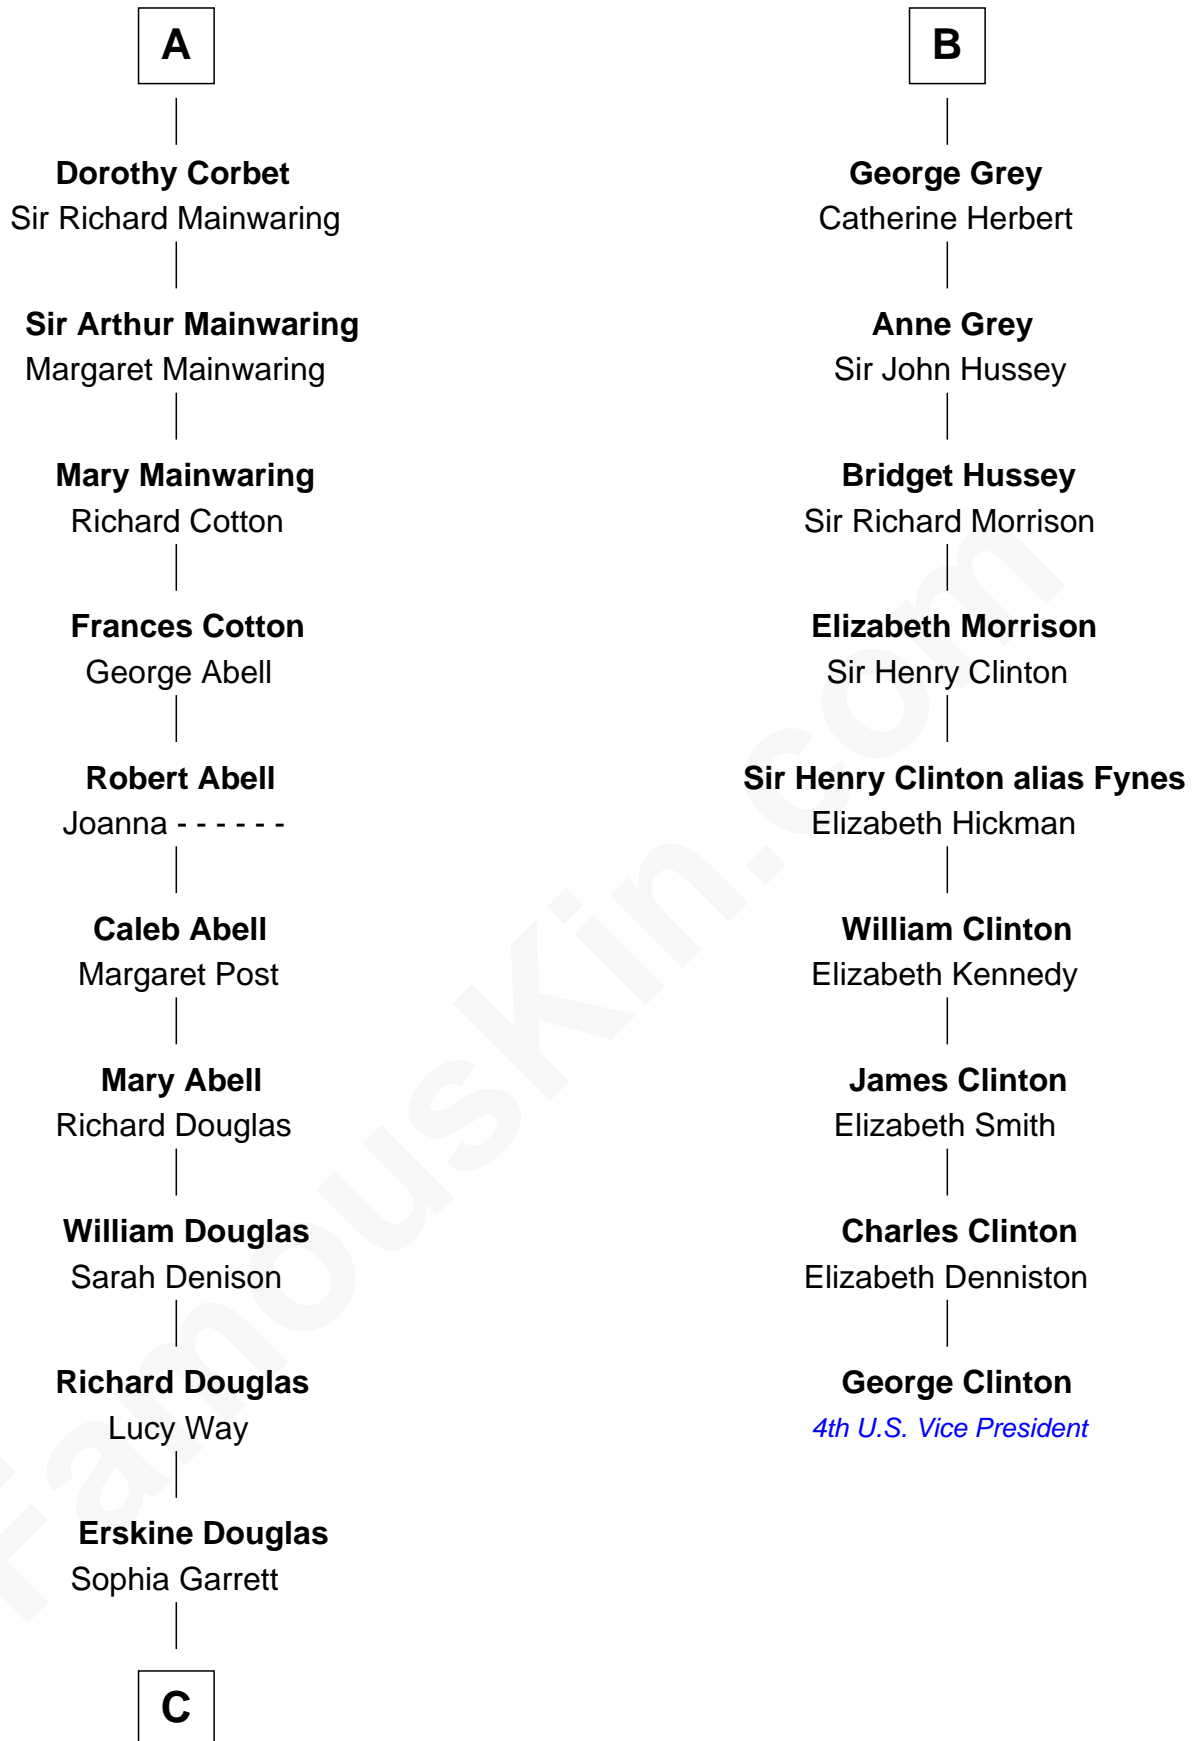 A
Dorothy Corbet
Sir Richard Mainwaring
Sir Arthur Mainwaring
Margaret Mainwaring
Mary Mainwaring
Richard Cotton
Frances Cotton
George Abell
Robert Abell
Joanna - - - - - -
Caleb Abell
Margaret Post
Mary Abell
Richard Douglas
William Douglas
Sarah Denison
Richard Douglas
Lucy Way
Erskine Douglas
Sophia Garrett
C
B
George Grey
Catherine Herbert
Anne Grey
Sir John Hussey
Bridget Hussey
Sir Richard Morrison
Elizabeth Morrison
Sir Henry Clinton
Sir Henry Clinton alias Fynes
Elizabeth Hickman
William Clinton
Elizabeth Kennedy
James Clinton
Elizabeth Smith
Charles Clinton
Elizabeth Denniston
George Clinton
4th U.S. Vice President
FamousKin.com